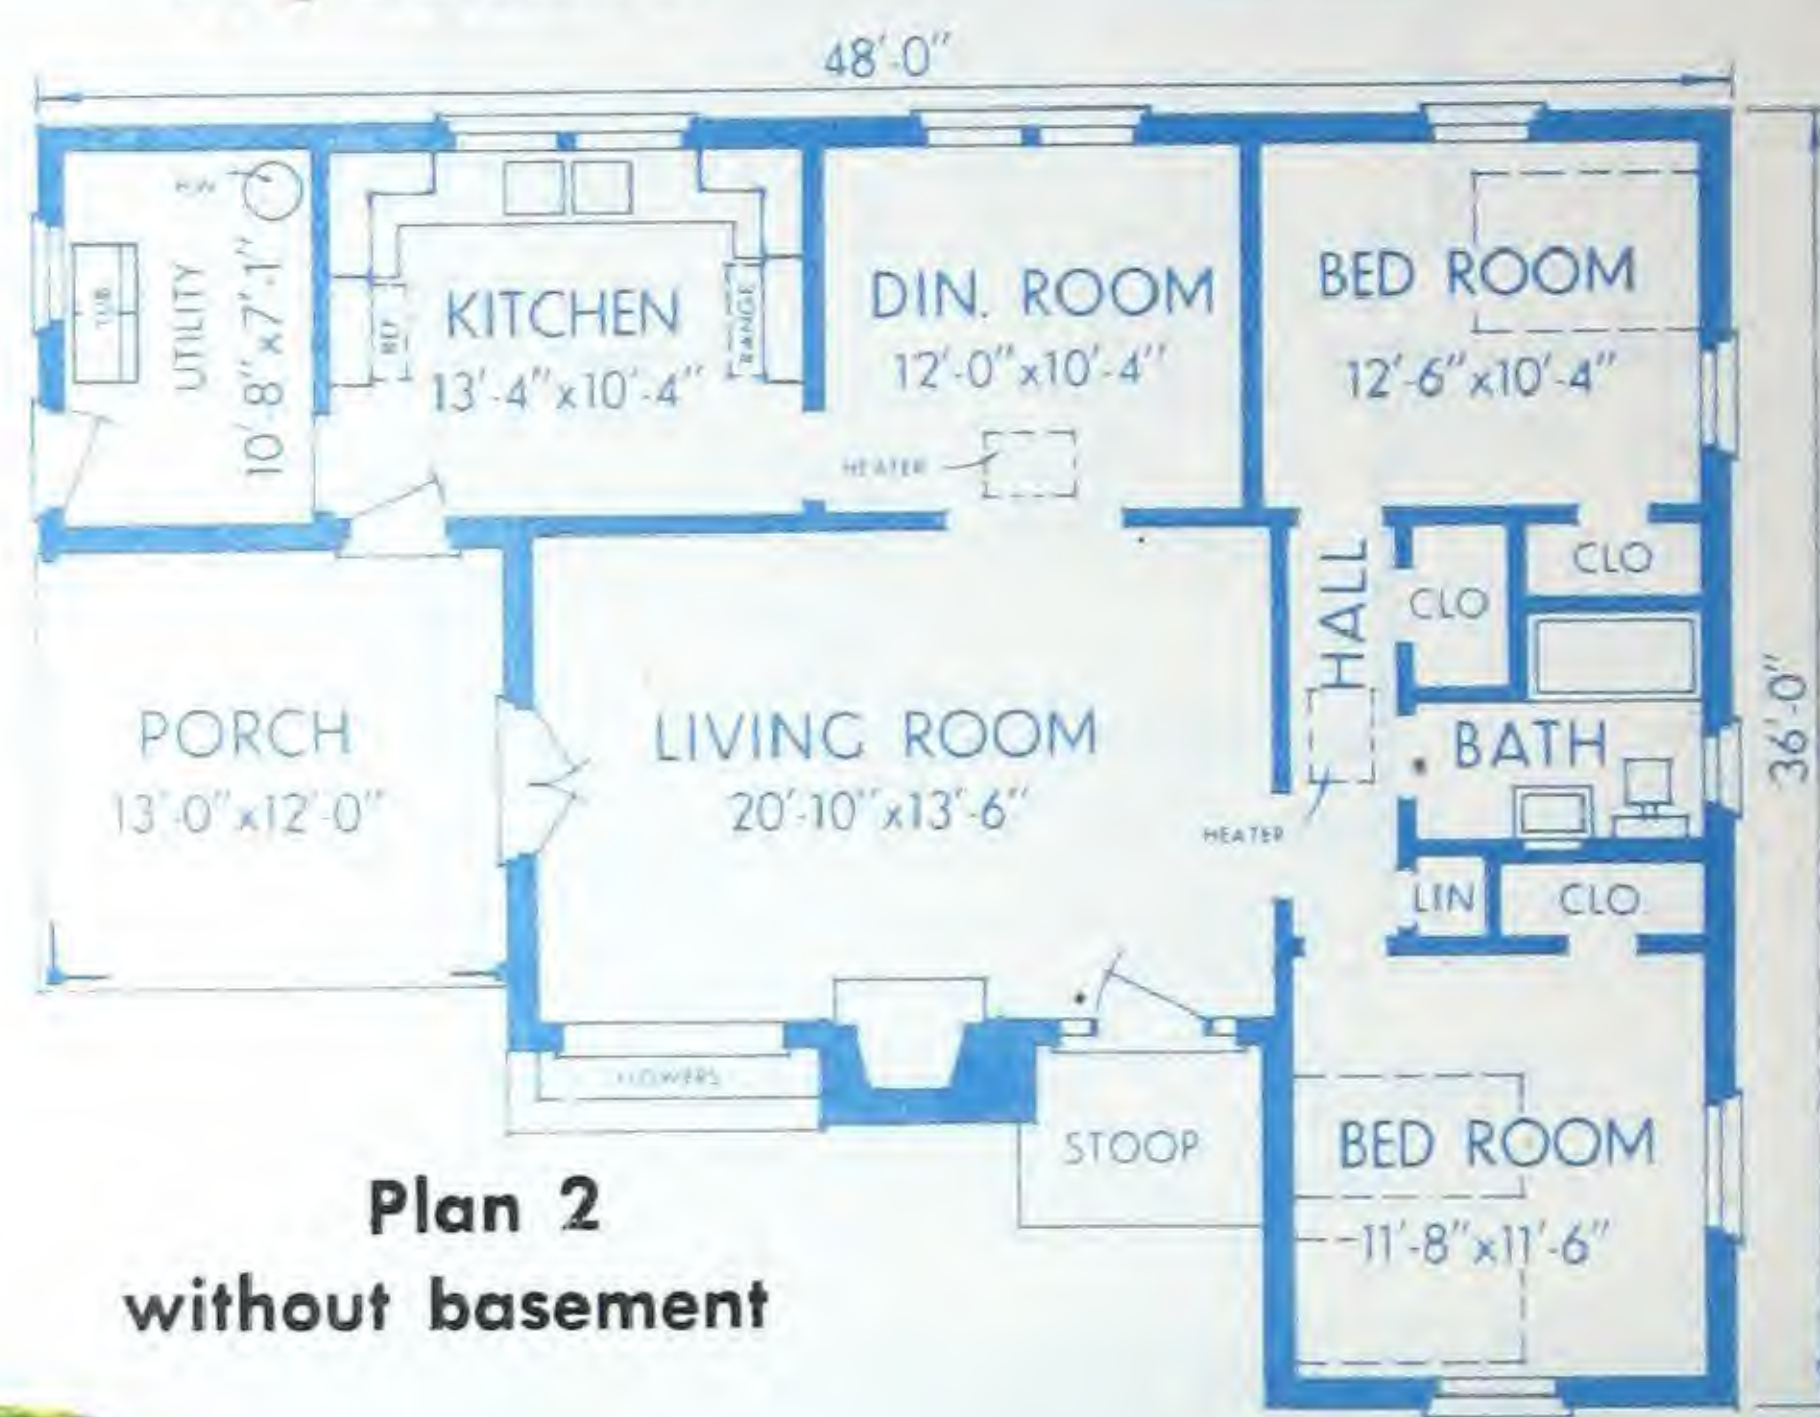 48'-0"
H.W.
TUB
UTILITY
10'-8"x7'-1"
REF
KITCHEN
13'-4"x10'-4"
RANGE
DIN. ROOM
12'-0"x10'-4"
HEATER
BED ROOM
12'-6"x10'-4"
HALL
CLO
CLO
PORCH
13'-0"x12'-0"
LIVING ROOM
20'-10"x13'-6"
HEATER
BATH
36'-0"
LIN
CLO
FLOWERS
STOOP
BED ROOM
11'-8"x11'-6"
Plan 2
without basement